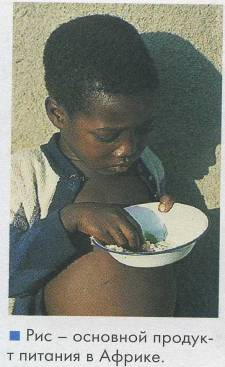 Рис – основной продук-
т питания в Африке.